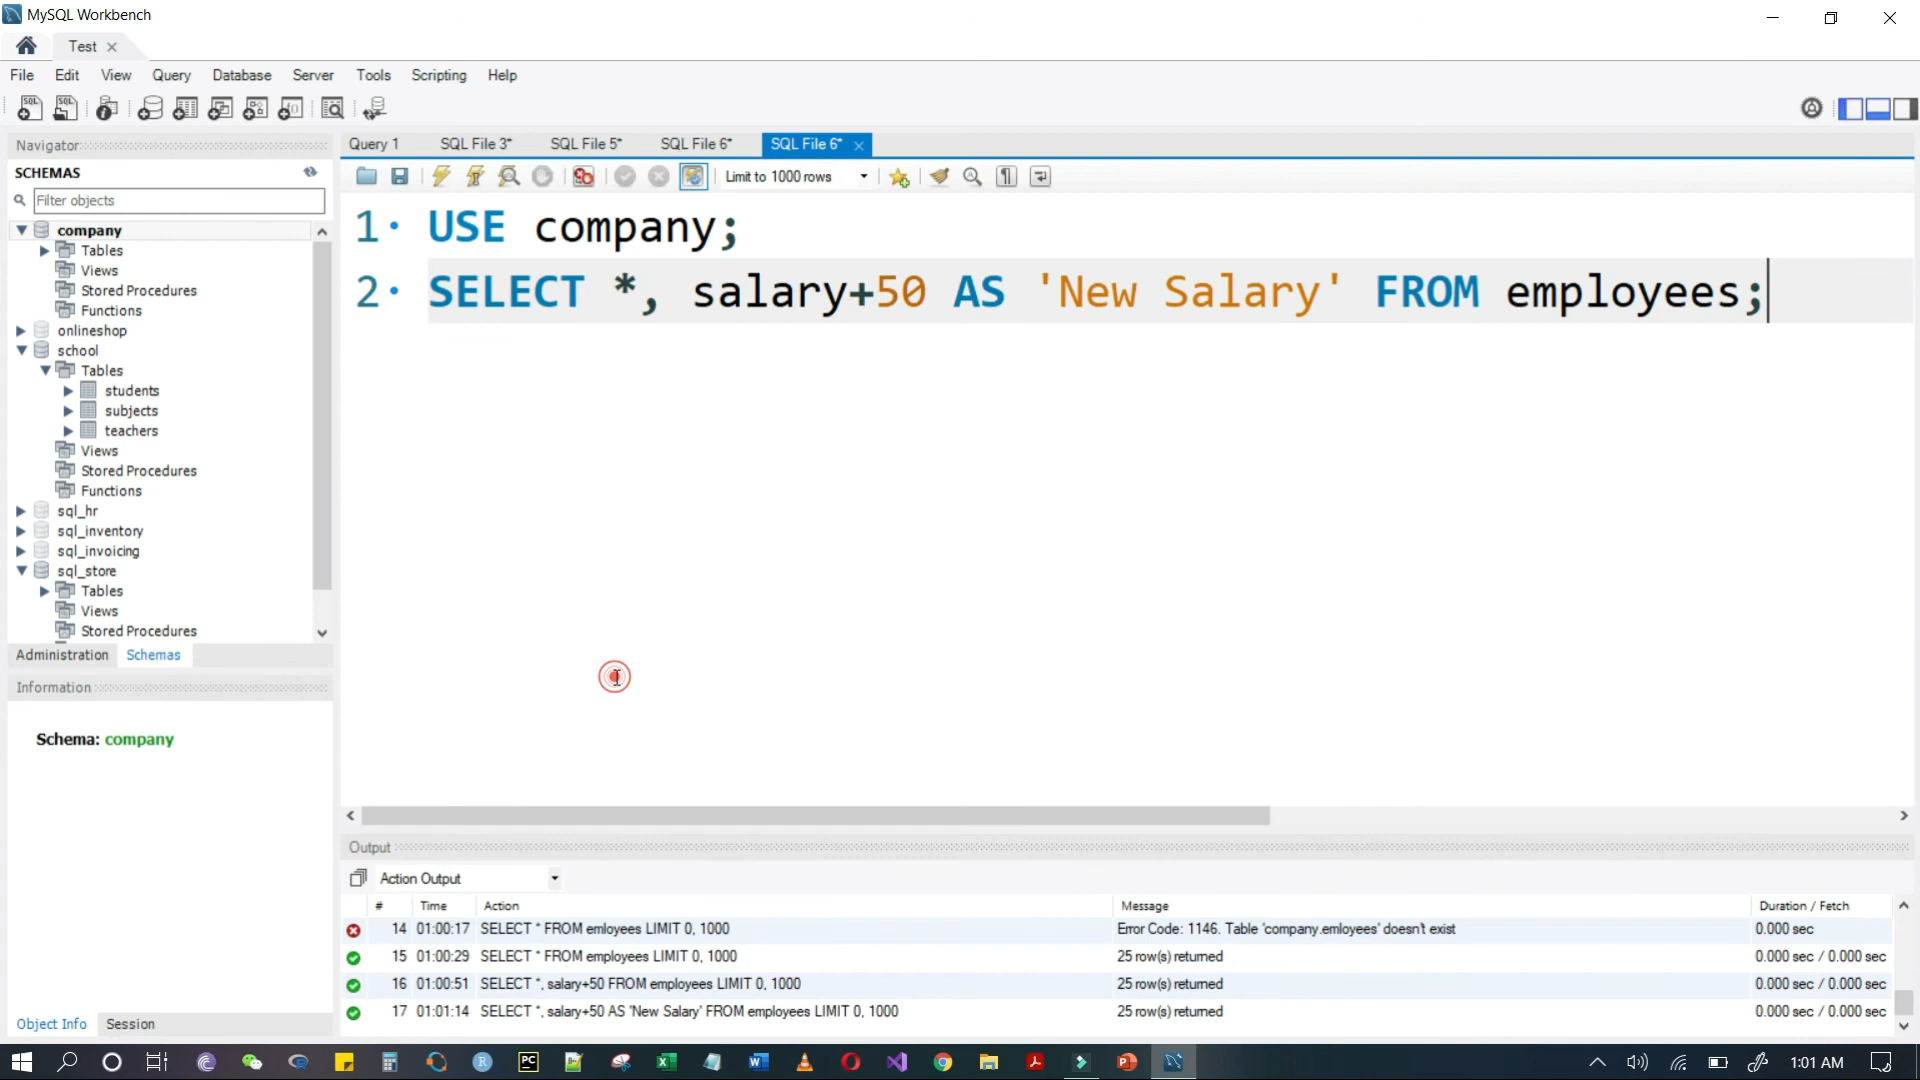 MySQL Workbench
Test
File Edit View Query Database Server Tools Scripting Help
Navigator
SCHEMAS
Filter objects
company
Tables
Views
Stored Procedures
Functions
onlineshop
school
Tables
students
subjects
teachers
Views
Stored Procedures
Functions
sql_hr
sql_inventory
sql_invoicing
sql_store
Tables
Views
Stored Procedures
Administration Schemas
Information
Schema: company
Object Info Session
Query 1 SQL File 3* SQL File 5* SQL File 6* SQL File 6*
Limit to 1000 rows
1 USE company;
2 SELECT *, salary+50 AS 'New Salary' FROM employees;
Output
Action Output
# Time Action Message Duration / Fetch
14 01:00:17 SELECT * FROM emloyees LIMIT 0, 1000 Error Code: 1146. Table 'company.emloyees' doesn't exist 0.000 sec
15 01:00:29 SELECT * FROM employees LIMIT 0, 1000 25 row(s) returned 0.000 sec / 0.000 sec
16 01:00:51 SELECT *, salary+50 FROM employees LIMIT 0, 1000 25 row(s) returned 0.000 sec / 0.000 sec
17 01:01:14 SELECT *, salary+50 AS 'New Salary' FROM employees LIMIT 0, 1000 25 row(s) returned 0.000 sec / 0.000 sec
1:01 AM